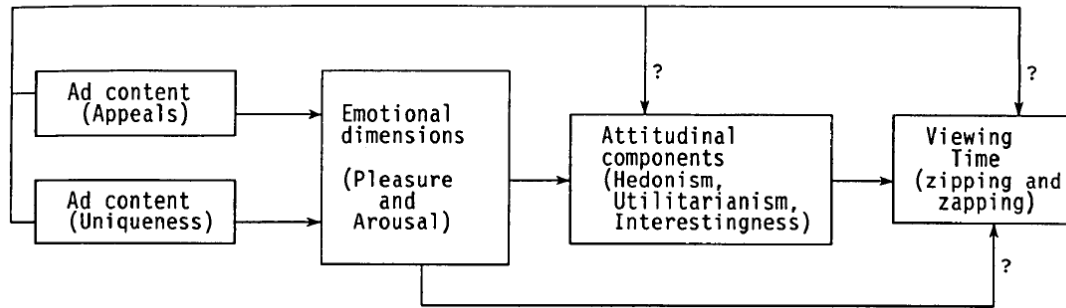 ?
?
Ad content
(Appeals)
Emotional
dimensions
(Pleasure
and
Arousal)
Attitudinal
components
(Hedonism,
Utilitarianism,
Interestingness)
Viewing
Time
(zipping and
zapping)
Ad content
(Uniqueness)
?